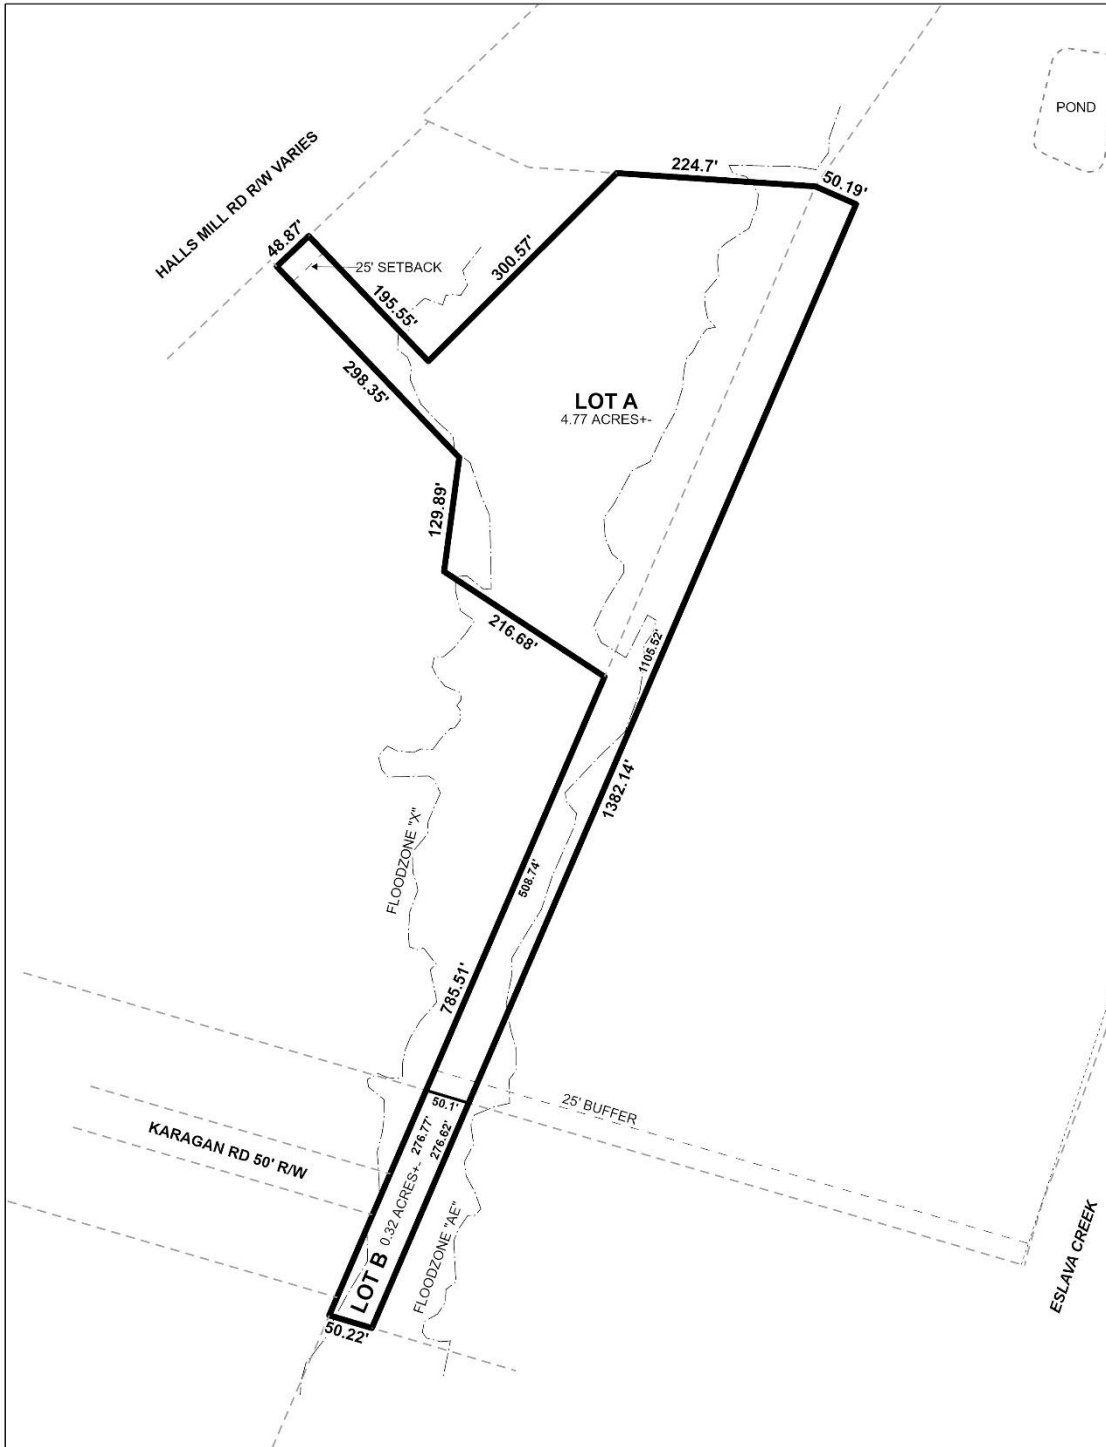 POND
HALLS MILL RD R/W VARIES
224.7'
50.19'
48.87'
25' SETBACK
300.57'
195.55'
298.35'
LOT A
4.77 ACRES+-
129.89'
216.68'
1105.52'
1382.14'
FLOODZONE "X"
508.74'
785.51'
50.1'
25' BUFFER
KARAGAN RD 50' R/W
276.77'
276.62'
LOT B
0.32 ACRES+-
FLOODZONE "AE"
ESLAVA CREEK
50.22'